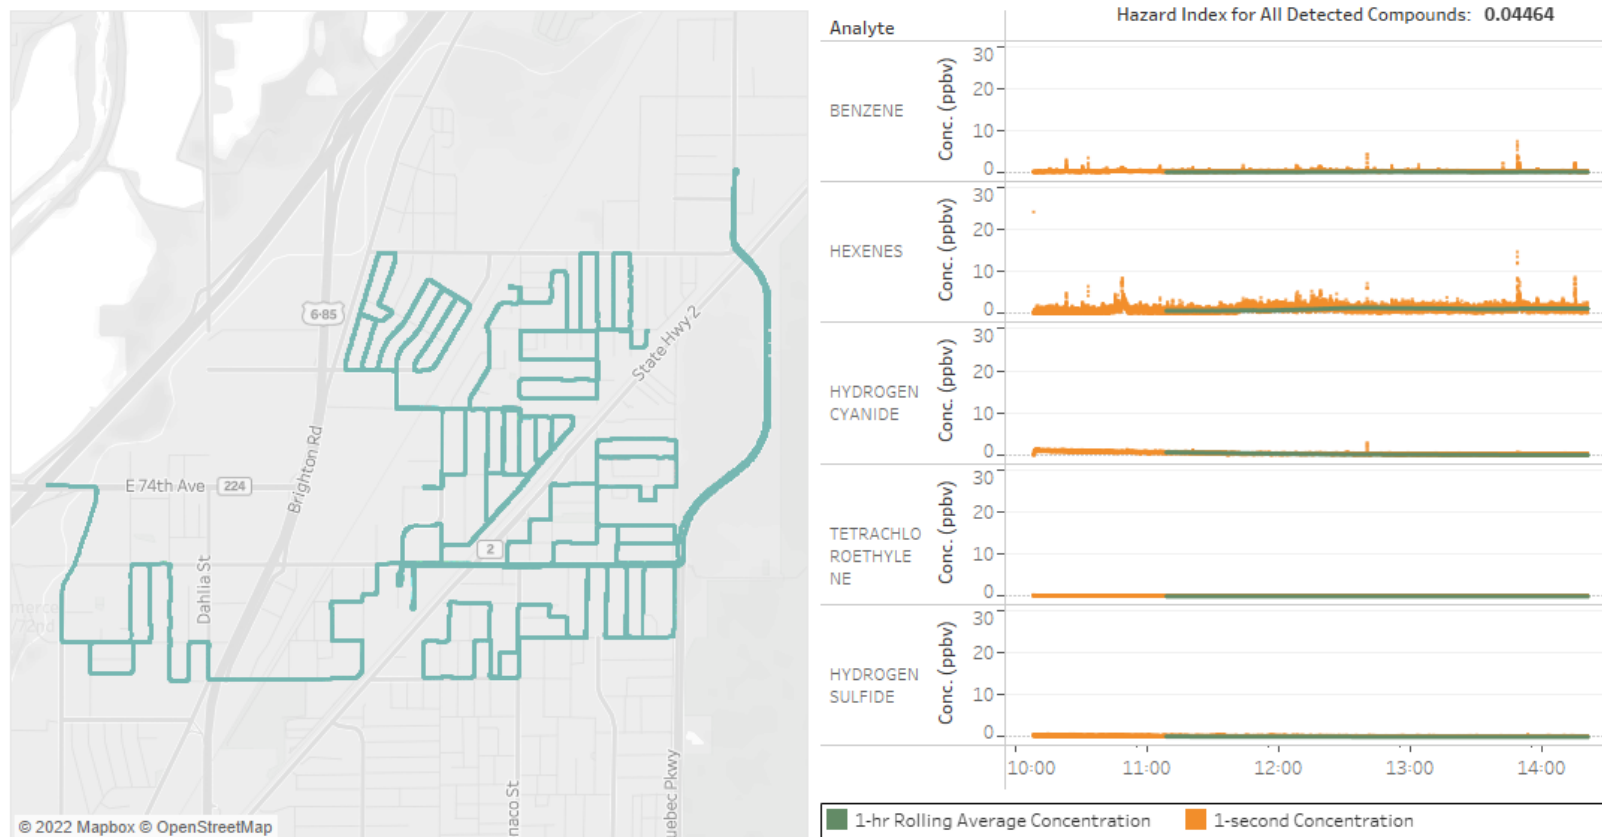 6-85
State Hwy 2
Brighton Rd
E 74th Ave 224
2
Dahlia St
merce
/72nd
naco St
uebec Pkwy
© 2022 Mapbox © OpenStreetMap
Hazard Index for All Detected Compounds: 0.04464
Analyte
BENZENE
Conc. (ppbv)
30
20
10
0
HEXENES
Conc. (ppbv)
30
20
10
0
HYDROGEN
CYANIDE
Conc. (ppbv)
30
20
10
0
TETRACHLO
ROETHYLE
NE
Conc. (ppbv)
30
20
10
0
HYDROGEN
SULFIDE
Conc. (ppbv)
30
20
10
0
10:00 11:00 12:00 13:00 14:00
1-hr Rolling Average Concentration 1-second Concentration